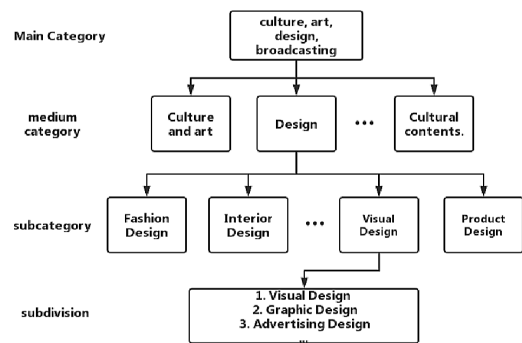 Main Category
culture, art,
design,
broadcasting
medium
category
Culture
and art
Design
...
Cultural
contents.
subcategory
Fashion
Design
Interior
Design
...
Visual
Design
Product
Design
subdivision
1. Visual Design
2. Graphic Design
3. Advertising Design
...